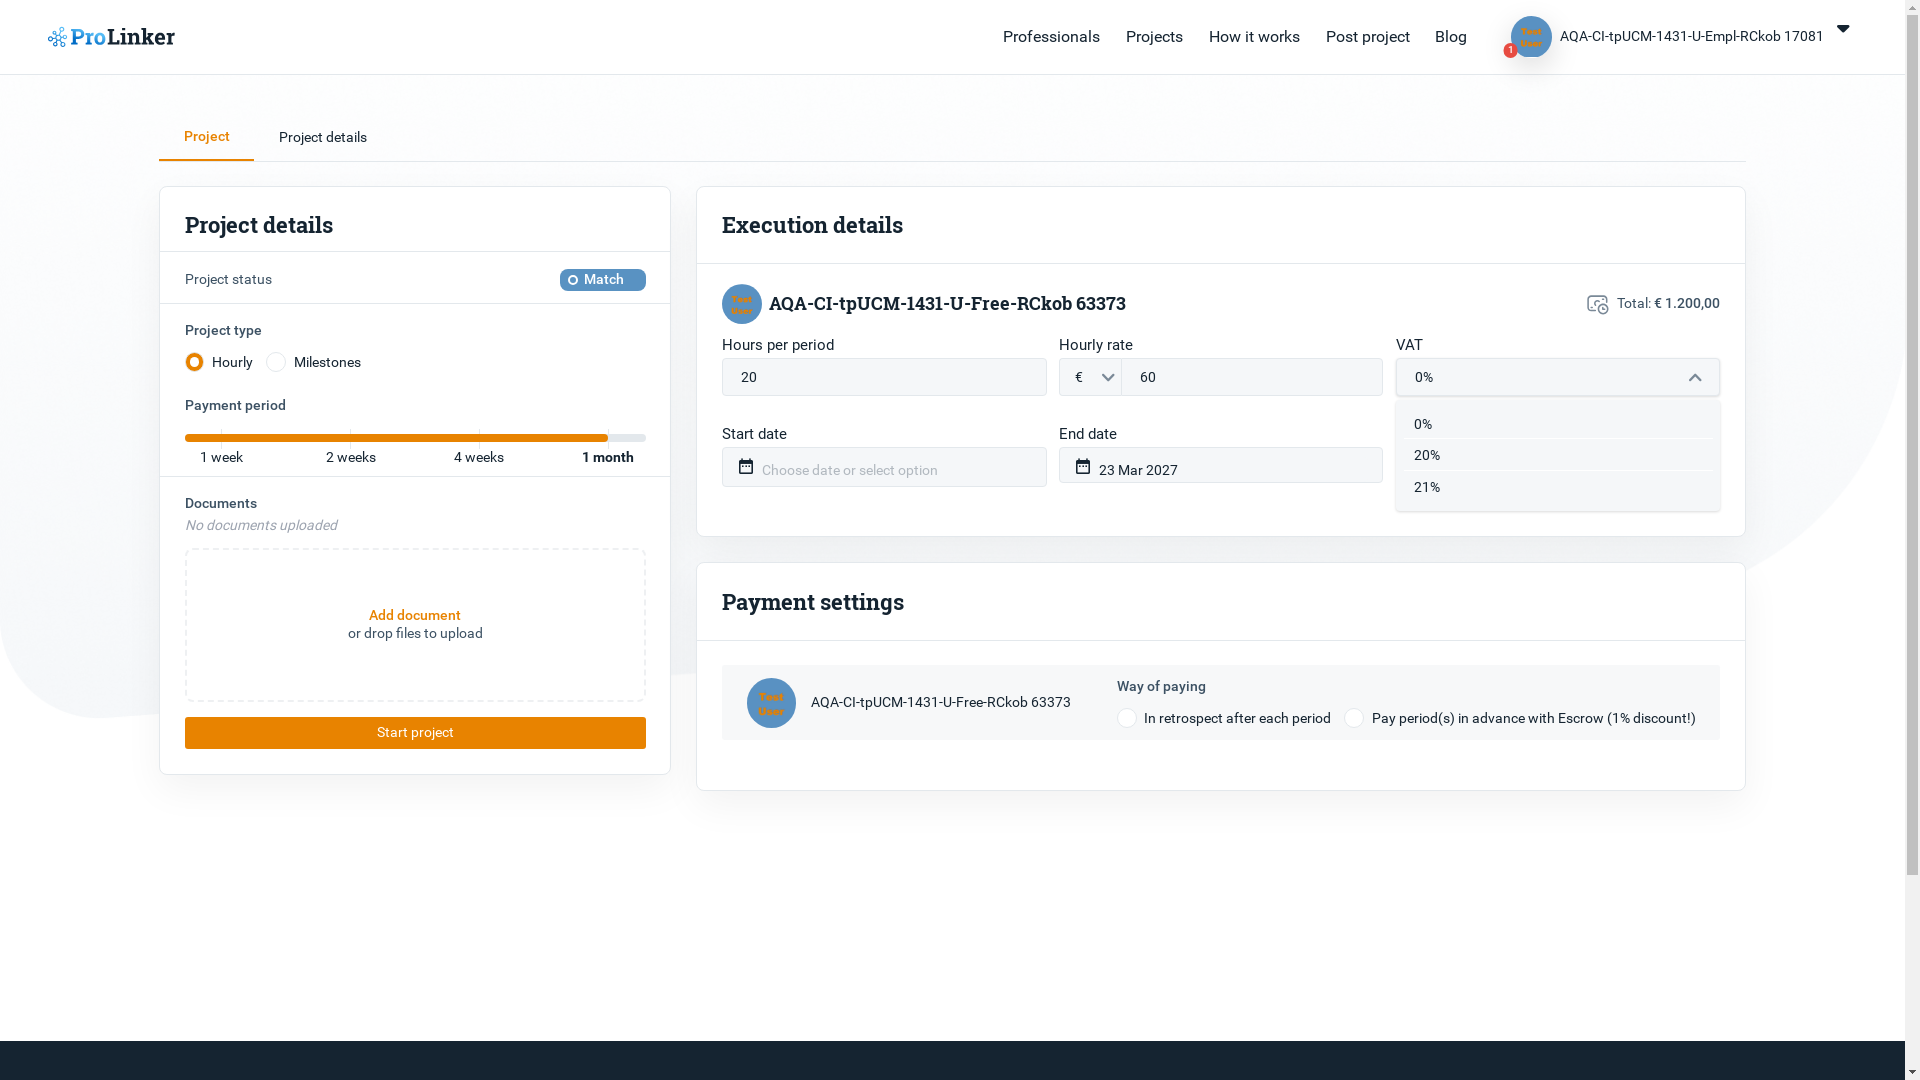 ProLinker
Professionals Projects How it works Post project Blog
Test
User
1
AQA-CI-tpUCM-1431-U-Empl-RCkob 17081
Project Project details
Project details
Project status
Match
Project type
Hourly Milestones
Payment period
1 week 2 weeks 4 weeks 1 month
Documents
No documents uploaded
Add document
or drop files to upload
Start project
Execution details
Test
User
AQA-CI-tpUCM-1431-U-Free-RCkob 63373
Total: € 1.200,00
Hours per period Hourly rate VAT
20 € 60 0%
0%
20%
21%
Start date End date
Choose date or select option 23 Mar 2027
Payment settings
Test
User
AQA-CI-tpUCM-1431-U-Free-RCkob 63373
Way of paying
In retrospect after each period Pay period(s) in advance with Escrow (1% discount!)